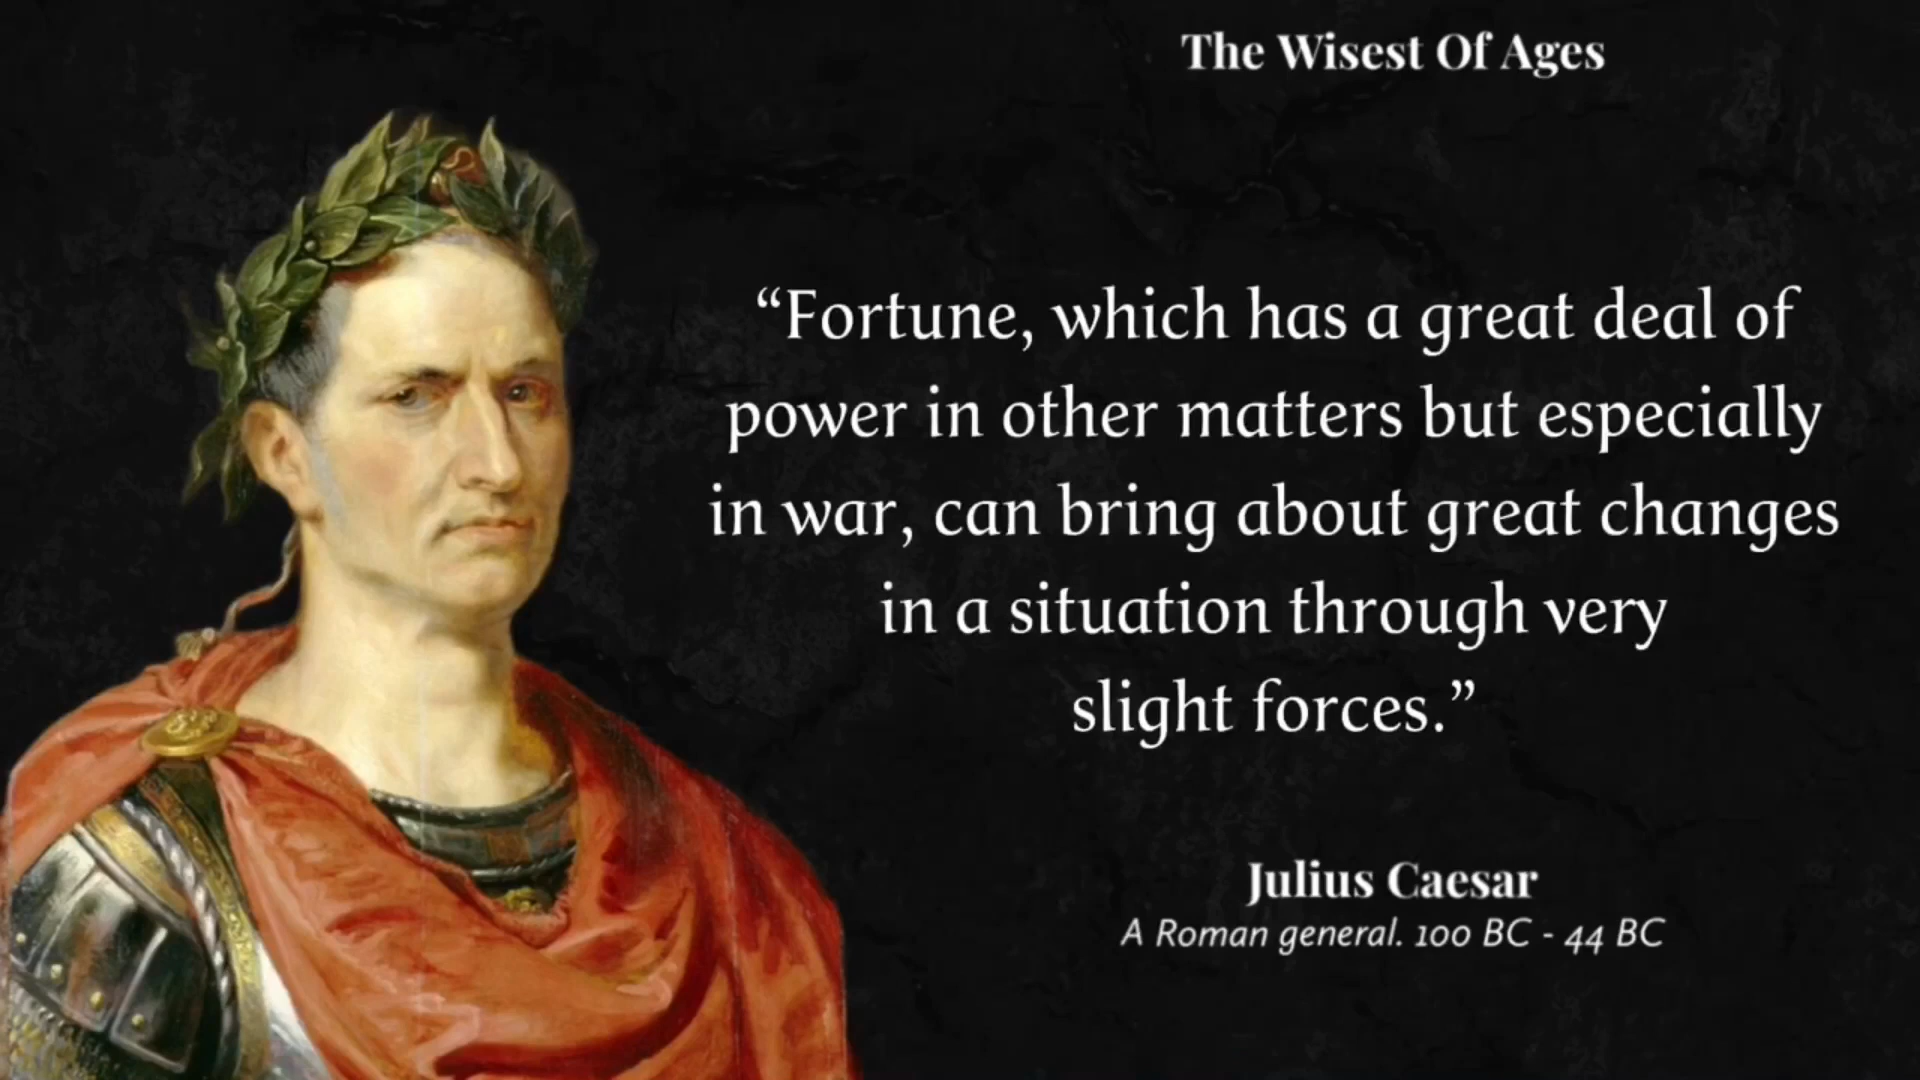 The Wisest Of Ages
“Fortune, which has a great deal of
power in other matters but especially
in war, can bring about great changes
in a situation through very
slight forces.”
Julius Caesar
A Roman general. 100 BC - 44 BC